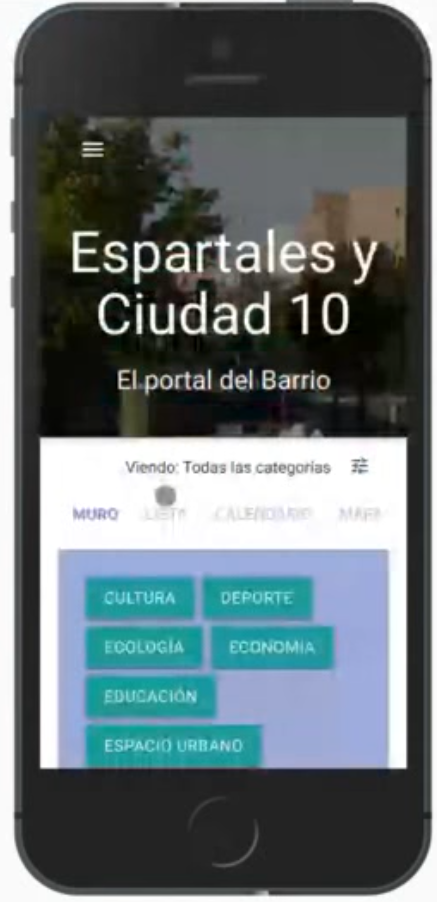 Espartales y
Ciudad 10
El portal del Barrio
Viendo: Todas las categorías
MURO LISTA CALENDARIO MAPA
CULTURA DEPORTE
ECOLOGÍA ECONOMÍA
EDUCACIÓN
ESPACIO URBANO